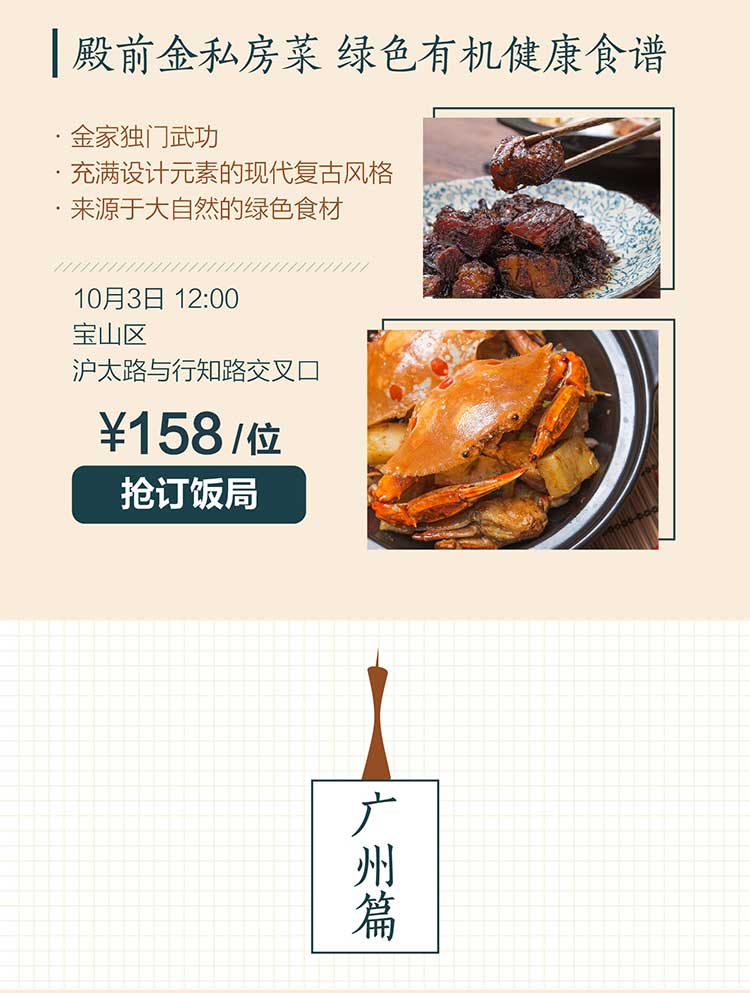 殿前金私房菜 绿色有机健康食谱
· 金家独门武功
· 充满设计元素的现代复古风格
· 来源于大自然的绿色食材
10月3日 12:00
宝山区
沪太路与行知路交叉口
¥158/位
抢订饭局
广州篇